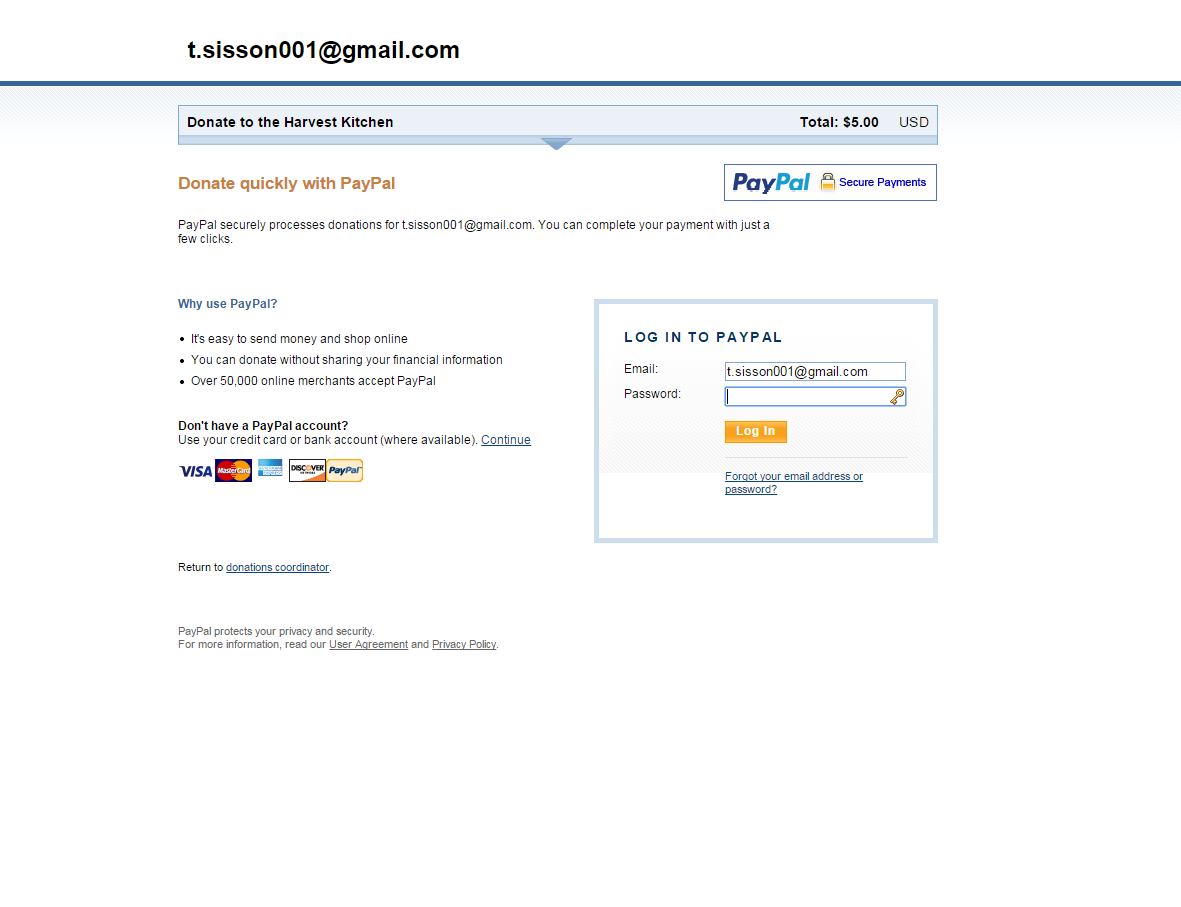 t.sisson001@gmail.com
Donate to the Harvest Kitchen Total: $5.00 USD
Donate quickly with PayPal
PayPal Secure Payments
PayPal securely processes donations for t.sisson001@gmail.com. You can complete your payment with just a
few clicks.
Why use PayPal?
It's easy to send money and shop online
You can donate without sharing your financial information
Over 50,000 online merchants accept PayPal
Don't have a PayPal account?
Use your credit card or bank account (where available). Continue
VISA MasterCard DISCOVER PayPal
LOG IN TO PAYPAL
Email: t.sisson001@gmail.com
Password:
Log In
Forgot your email address or
password?
Return to donations coordinator.
PayPal protects your privacy and security.
For more information, read our User Agreement and Privacy Policy.